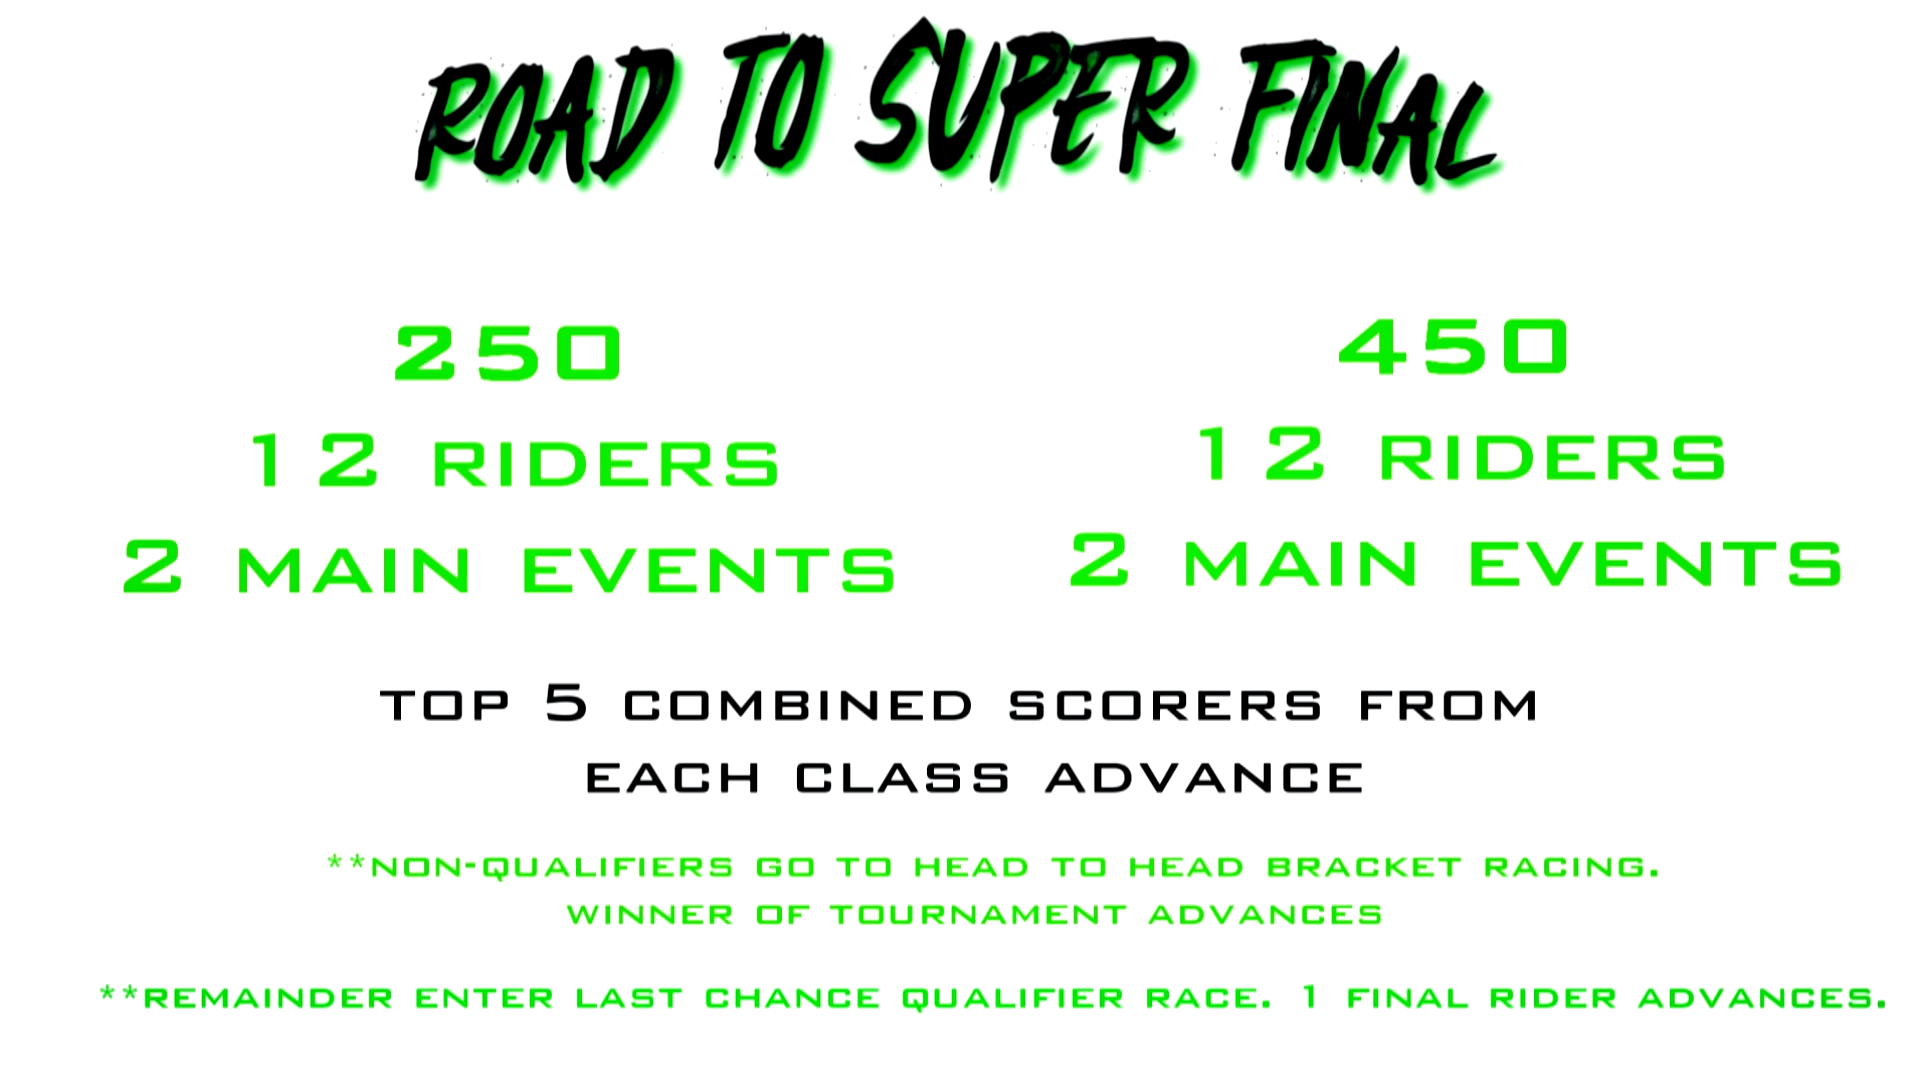 ROAD TO SUPER FINAL
250
12 RIDERS
2 MAIN EVENTS
450
12 RIDERS
2 MAIN EVENTS
TOP 5 COMBINED SCORERS FROM
EACH CLASS ADVANCE
**NON-QUALIFIERS GO TO HEAD TO HEAD BRACKET RACING.
WINNER OF TOURNAMENT ADVANCES
**REMAINDER ENTER LAST CHANCE QUALIFIER RACE. 1 FINAL RIDER ADVANCES.